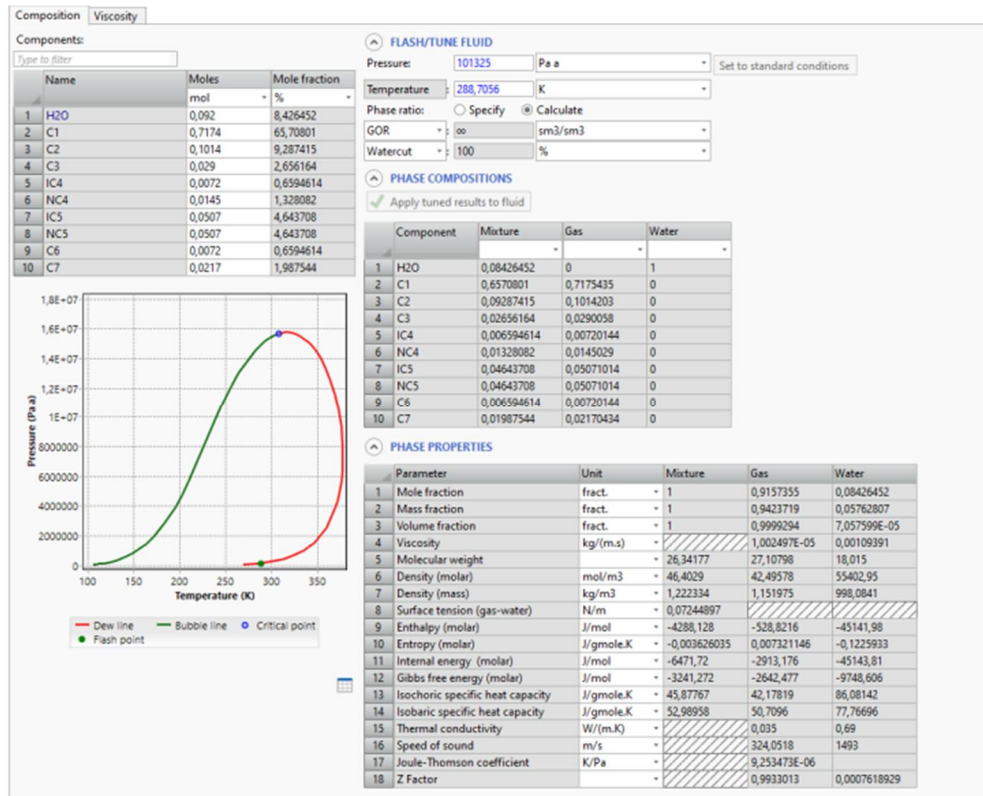 Composition Viscosity
Components:
Type to filter
Name Moles Mole fraction
mol %
1 H2O 0,092 8,426452
2 C1 0,7174 65,70801
3 C2 0,1014 9,287415
4 C3 0,029 2,656164
5 IC4 0,0072 0,6594614
6 NC4 0,0145 1,328082
7 IC5 0,0507 4,643708
8 NC5 0,0507 4,643708
9 C6 0,0072 0,6594614
10 C7 0,0217 1,987544
1,8E+07
1,6E+07
1,4E+07
1,2E+07
1E+07
8000000
6000000
4000000
2000000
0
Pressure (Pa a)
100 150 200 250 300 350
Temperature (K)
Dew line Bubble line Critical point
Flash point
FLASH/TUNE FLUID
Pressure: 101325 Pa a Set to standard conditions
Temperature : 288,7056 K
Phase ratio: Specify Calculate
GOR : ∞ sm3/sm3
Watercut : 100 %
PHASE COMPOSITIONS
Apply tuned results to fluid
Component Mixture Gas Water
1 H2O 0,08426452 0 1
2 C1 0,6570801 0,7175435 0
3 C2 0,09287415 0,1014203 0
4 C3 0,02656164 0,0290058 0
5 IC4 0,006594614 0,00720144 0
6 NC4 0,01328082 0,0145029 0
7 IC5 0,04643708 0,05071014 0
8 NC5 0,04643708 0,05071014 0
9 C6 0,006594614 0,00720144 0
10 C7 0,01987544 0,02170434 0
PHASE PROPERTIES
Parameter Unit Mixture Gas Water
1 Mole fraction fract. 1 0,9157355 0,08426452
2 Mass fraction fract. 1 0,9423719 0,05762807
3 Volume fraction fract. 1 0,9999294 7,057599E-05
4 Viscosity kg/(m.s) 1,002497E-05 0,00109391
5 Molecular weight 26,34177 27,10798 18,015
6 Density (molar) mol/m3 46,4029 42,49578 55402,95
7 Density (mass) kg/m3 1,222334 1,151975 998,0841
8 Surface tension (gas-water) N/m 0,07244897
9 Enthalpy (molar) J/mol -4288,128 -528,8216 -45141,98
10 Entropy (molar) J/gmole.K -0,003626035 0,007321146 -0,1225933
11 Internal energy (molar) J/mol -6471,72 -2913,176 -45143,81
12 Gibbs free energy (molar) J/mol -3241,272 -2642,477 -9748,606
13 Isochoric specific heat capacity J/gmole.K 45,87767 42,17819 86,08142
14 Isobaric specific heat capacity J/gmole.K 52,98958 50,7096 77,76696
15 Thermal conductivity W/(m.K) 0,035 0,69
16 Speed of sound m/s 324,0518 1493
17 Joule-Thomson coefficient K/Pa 9,253473E-06
18 Z Factor 0,9933013 0,0007618929